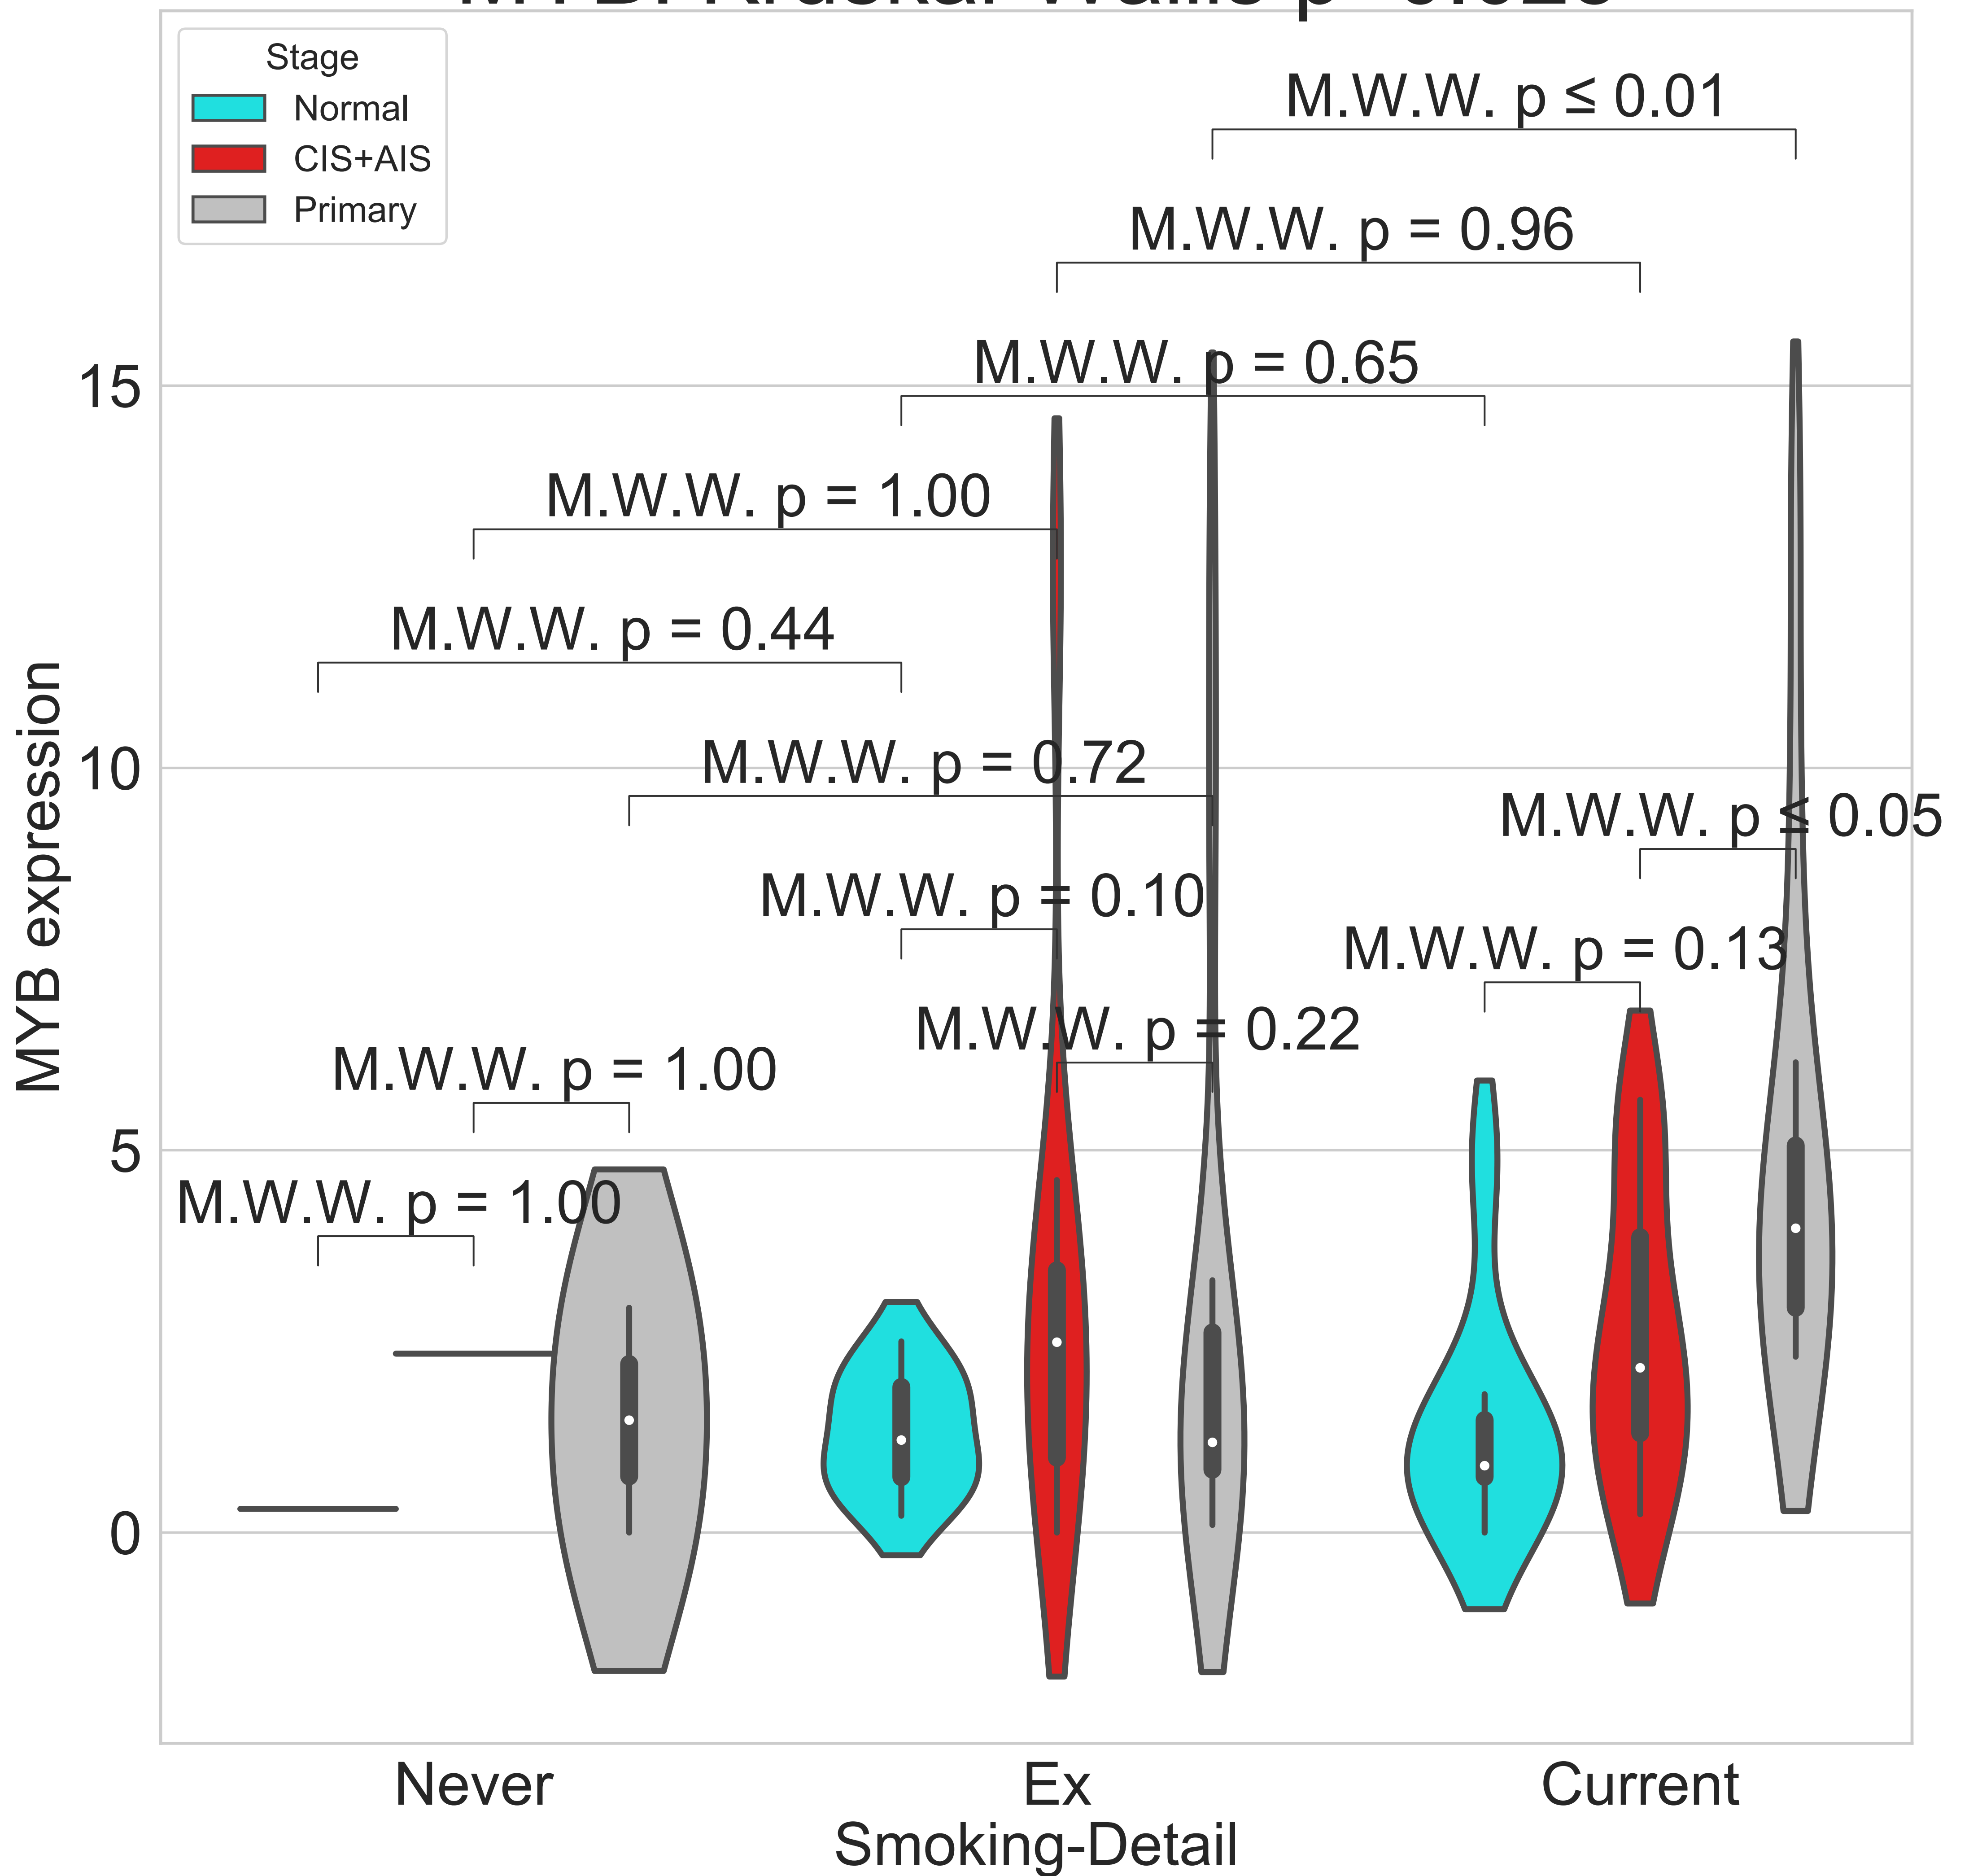 Stage
Normal
CIS+AIS
Primary
M.W.W. p ≤ 0.01
M.W.W. p = 0.96
M.W.W. p = 0.65
M.W.W. p = 1.00
M.W.W. p = 0.44
M.W.W. p = 0.72
M.W.W. p ≤ 0.05
M.W.W. p = 0.10
M.W.W. p = 0.13
M.W.W. p = 0.22
M.W.W. p = 1.00
M.W.W. p = 1.00
MYB expression
15
10
5
0
Never
Ex
Current
Smoking-Detail